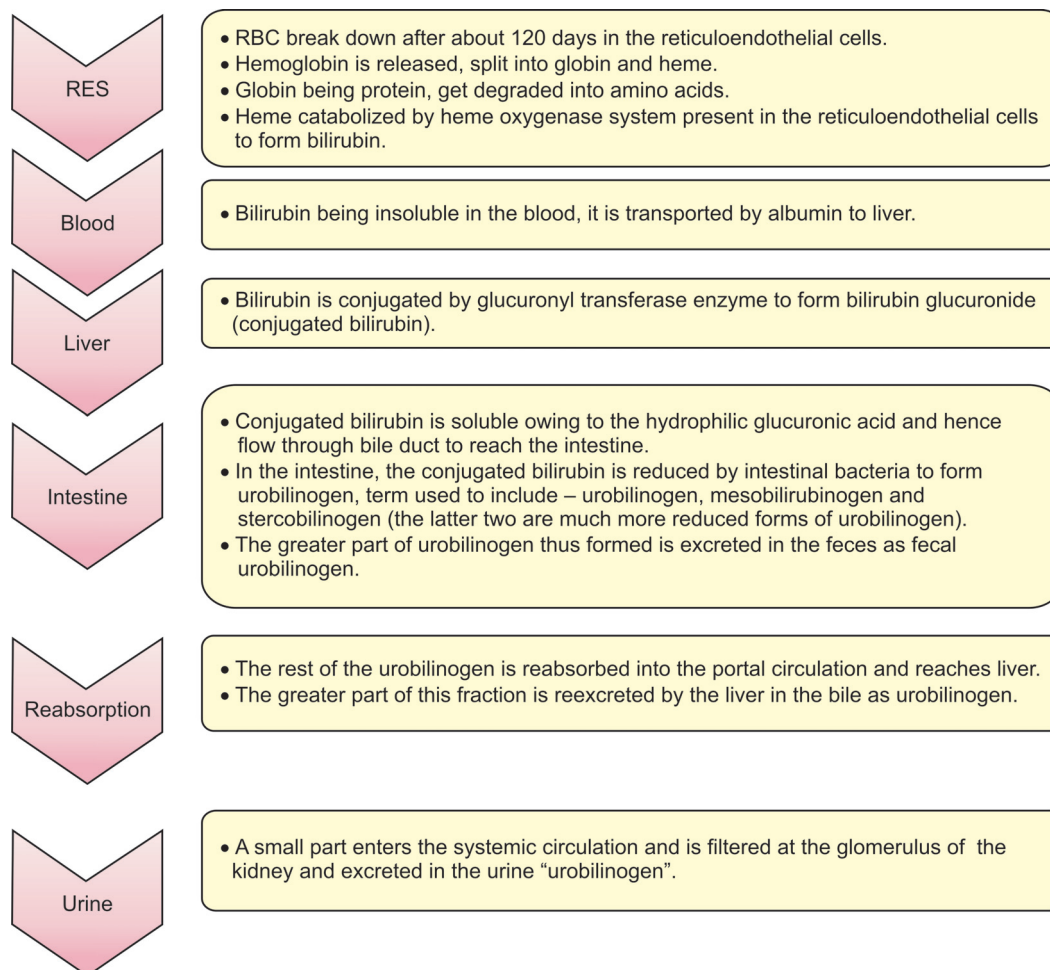 RES
• RBC break down after about 120 days in the reticuloendothelial cells.
• Hemoglobin is released, split into globin and heme.
• Globin being protein, get degraded into amino acids.
• Heme catabolized by heme oxygenase system present in the reticuloendothelial cells
to form bilirubin.
Blood
• Bilirubin being insoluble in the blood, it is transported by albumin to liver.
Liver
• Bilirubin is conjugated by glucuronyl transferase enzyme to form bilirubin glucuronide
(conjugated bilirubin).
Intestine
• Conjugated bilirubin is soluble owing to the hydrophilic glucuronic acid and hence
flow through bile duct to reach the intestine.
• In the intestine, the conjugated bilirubin is reduced by intestinal bacteria to form
urobilinogen, term used to include – urobilinogen, mesobilirubinogen and
stercobilinogen (the latter two are much more reduced forms of urobilinogen).
• The greater part of urobilinogen thus formed is excreted in the feces as fecal
urobilinogen.
Reabsorption
• The rest of the urobilinogen is reabsorbed into the portal circulation and reaches liver.
• The greater part of this fraction is reexcreted by the liver in the bile as urobilinogen.
Urine
• A small part enters the systemic circulation and is filtered at the glomerulus of the
kidney and excreted in the urine “urobilinogen”.